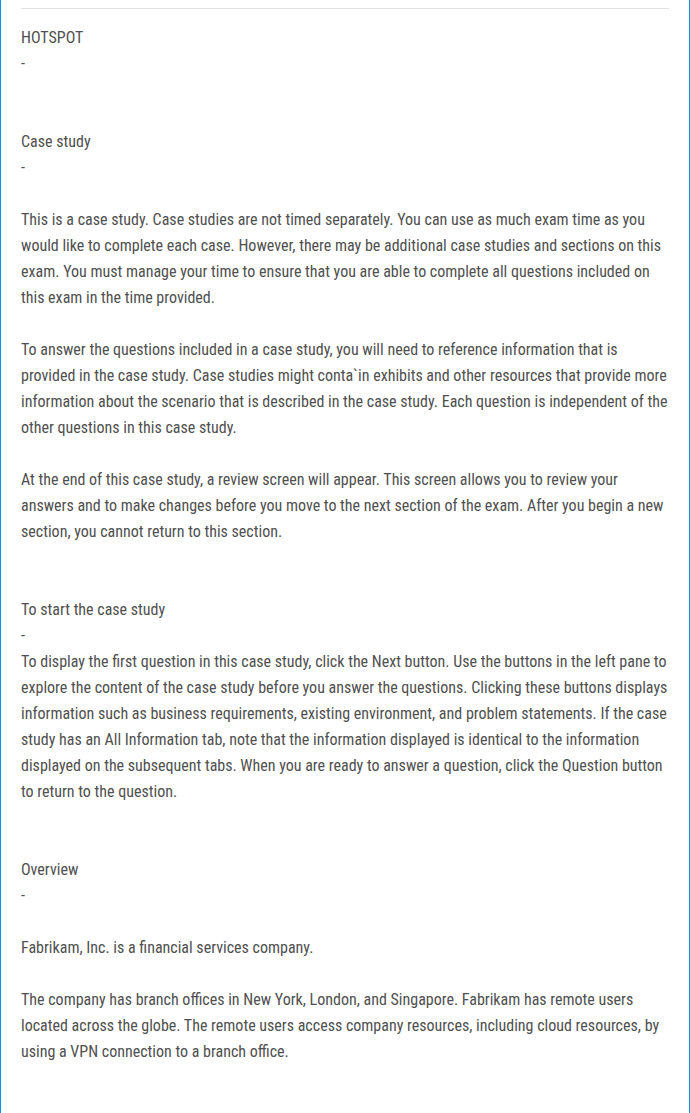 HOTSPOT
-
Case study
-
This is a case study. Case studies are not timed separately. You can use as much exam time as you
would like to complete each case. However, there may be additional case studies and sections on this
exam. You must manage your time to ensure that you are able to complete all questions included on
this exam in the time provided.
To answer the questions included in a case study, you will need to reference information that is
provided in the case study. Case studies might conta`in exhibits and other resources that provide more
information about the scenario that is described in the case study. Each question is independent of the
other questions in this case study.
At the end of this case study, a review screen will appear. This screen allows you to review your
answers and to make changes before you move to the next section of the exam. After you begin a new
section, you cannot return to this section.
To start the case study
-
To display the first question in this case study, click the Next button. Use the buttons in the left pane to
explore the content of the case study before you answer the questions. Clicking these buttons displays
information such as business requirements, existing environment, and problem statements. If the case
study has an All Information tab, note that the information displayed is identical to the information
displayed on the subsequent tabs. When you are ready to answer a question, click the Question button
to return to the question.
Overview
-
Fabrikam, Inc. is a financial services company.
The company has branch offices in New York, London, and Singapore. Fabrikam has remote users
located across the globe. The remote users access company resources, including cloud resources, by
using a VPN connection to a branch office.